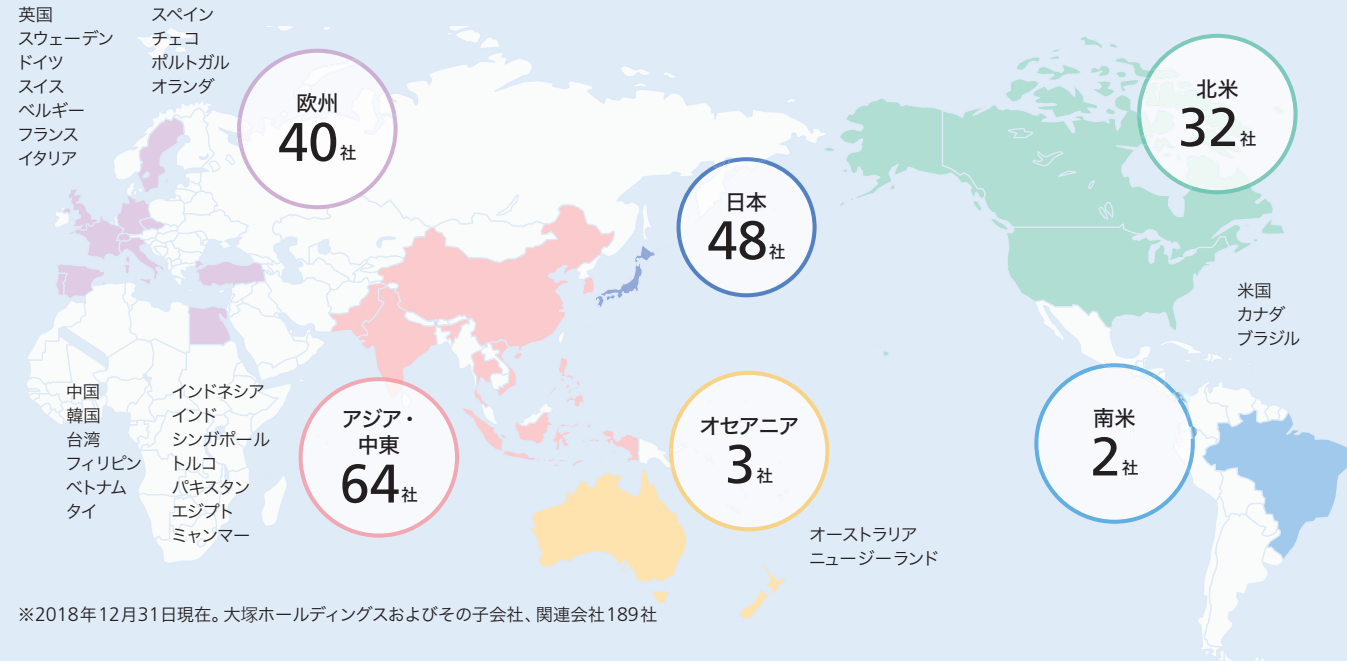 英国
スウェーデン
ドイツ
スイス
ベルギー
フランス
イタリア
スペイン
チェコ
ポルトガル
オランダ
欧州
40社
日本
48社
北米
32社
米国
カナダ
ブラジル
中国
韓国
台湾
フィリピン
ベトナム
タイ
インドネシア
インド
シンガポール
トルコ
パキスタン
エジプト
ミャンマー
アジア・
中東
64社
オセアニア
3社
オーストラリア
ニュージーランド
南米
2社
※2018年12月31日現在。大塚ホールディングスおよびその子会社、関連会社189社